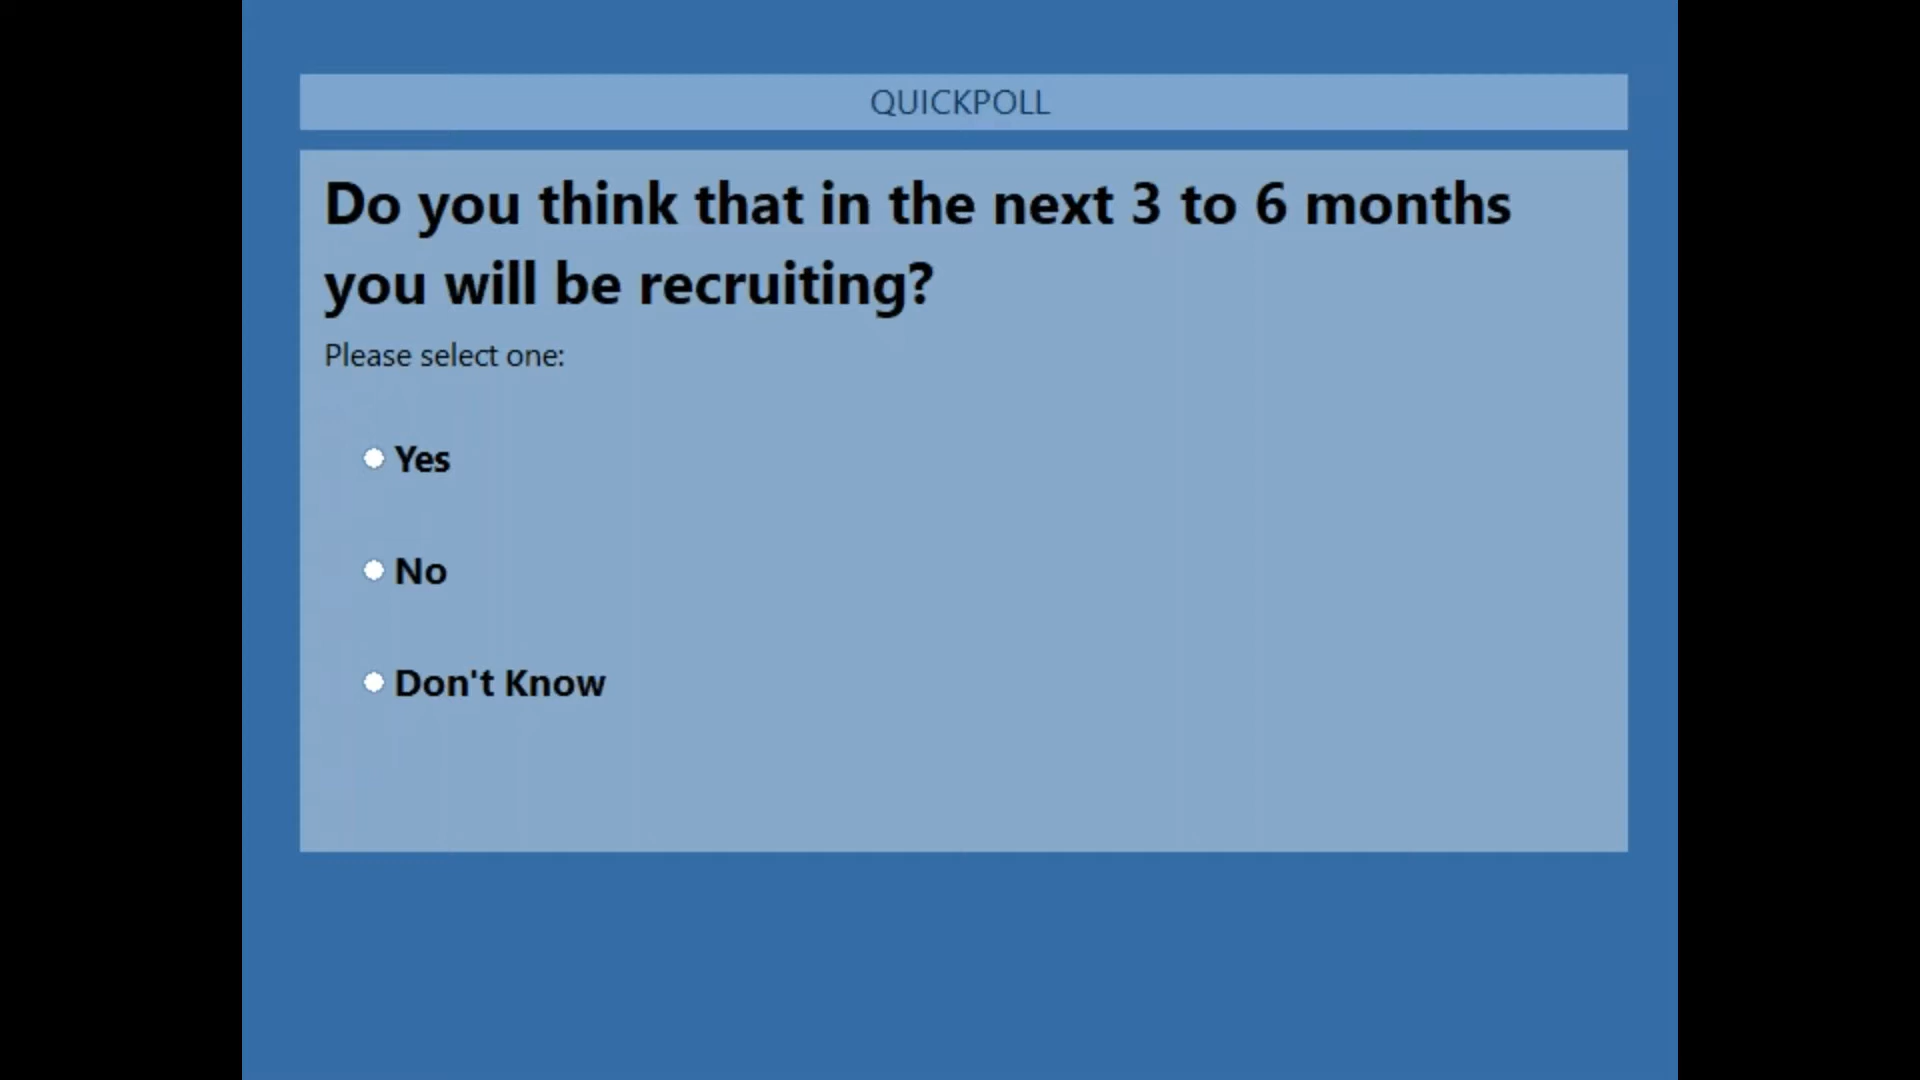 QUICKPOLL
Do you think that in the next 3 to 6 months
you will be recruiting?
Please select one:
Yes
No
Don't Know